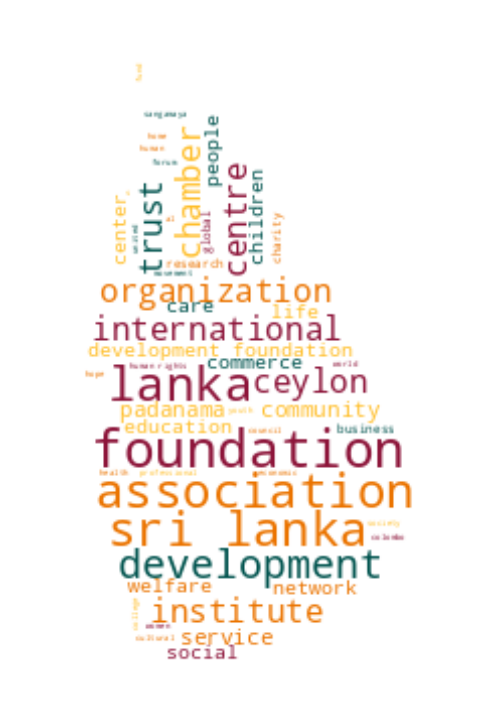 fund
sangamaya
home
human
forum
chamber
people
center,
united
trust
al
global
centre
children
charity
research
movement
organization
care
life
international
development foundation
commerce
human rights
world
hope
lanka
ceylon
padanama
youth
community
education
council
business
foundation
health
professional
economic
association
sri lanka
society
colombo
development
welfare
network
college
institute
women
cultural
service
social